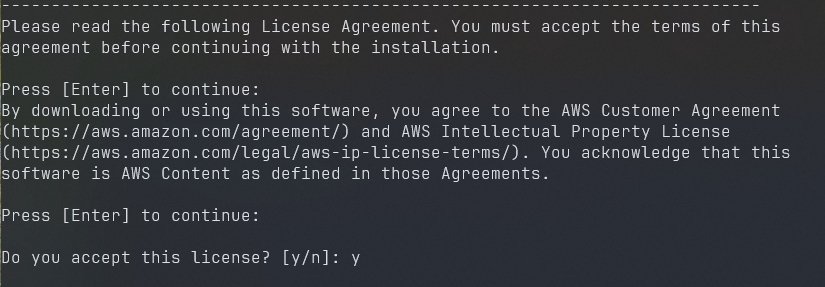 ----------------------------------------------------------------------------
Please read the following License Agreement. You must accept the terms of this
agreement before continuing with the installation.
Press [Enter] to continue:
By downloading or using this software, you agree to the AWS Customer Agreement
(https://aws.amazon.com/agreement/) and AWS Intellectual Property License
(https://aws.amazon.com/legal/aws-ip-license-terms/). You acknowledge that this
software is AWS Content as defined in those Agreements.
Press [Enter] to continue:
Do you accept this license? [y/n]: y